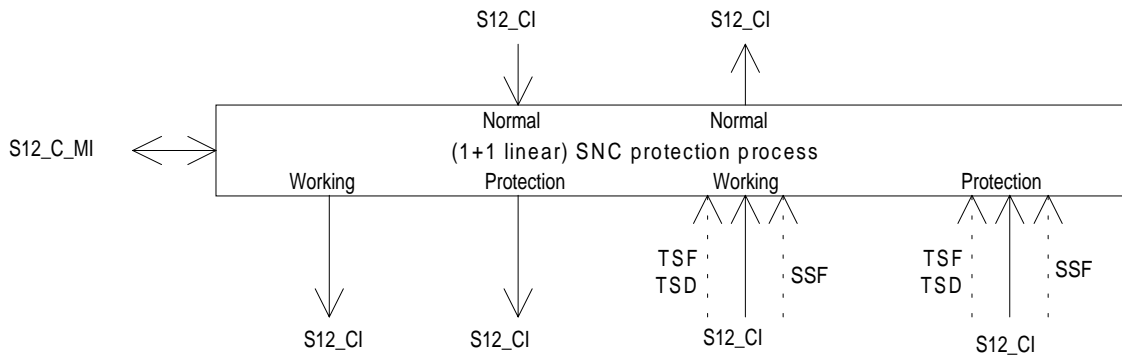 S12_CI S12_CI
Normal Normal
S12_C_MI
(1+1 linear) SNC protection process
Working Protection Working Protection
TSF TSF
SSF SSF
TSD TSD
S12_CI S12_CI S12_CI S12_CI